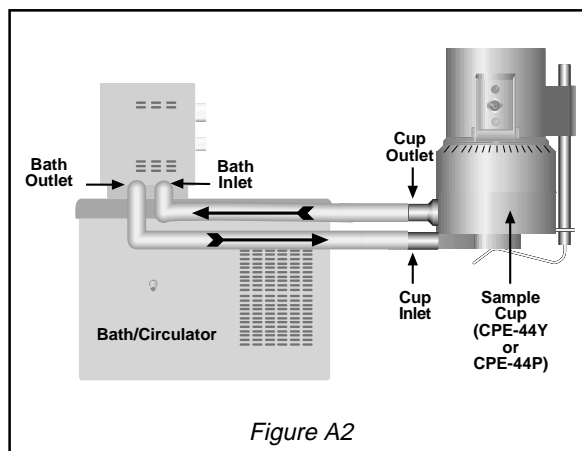 Bath
Outlet
Bath
Inlet
Cup
Outlet
Bath/Circulator
Cup
Inlet
Sample
Cup
(CPE-44Y
or
CPE-44P)
Figure A2